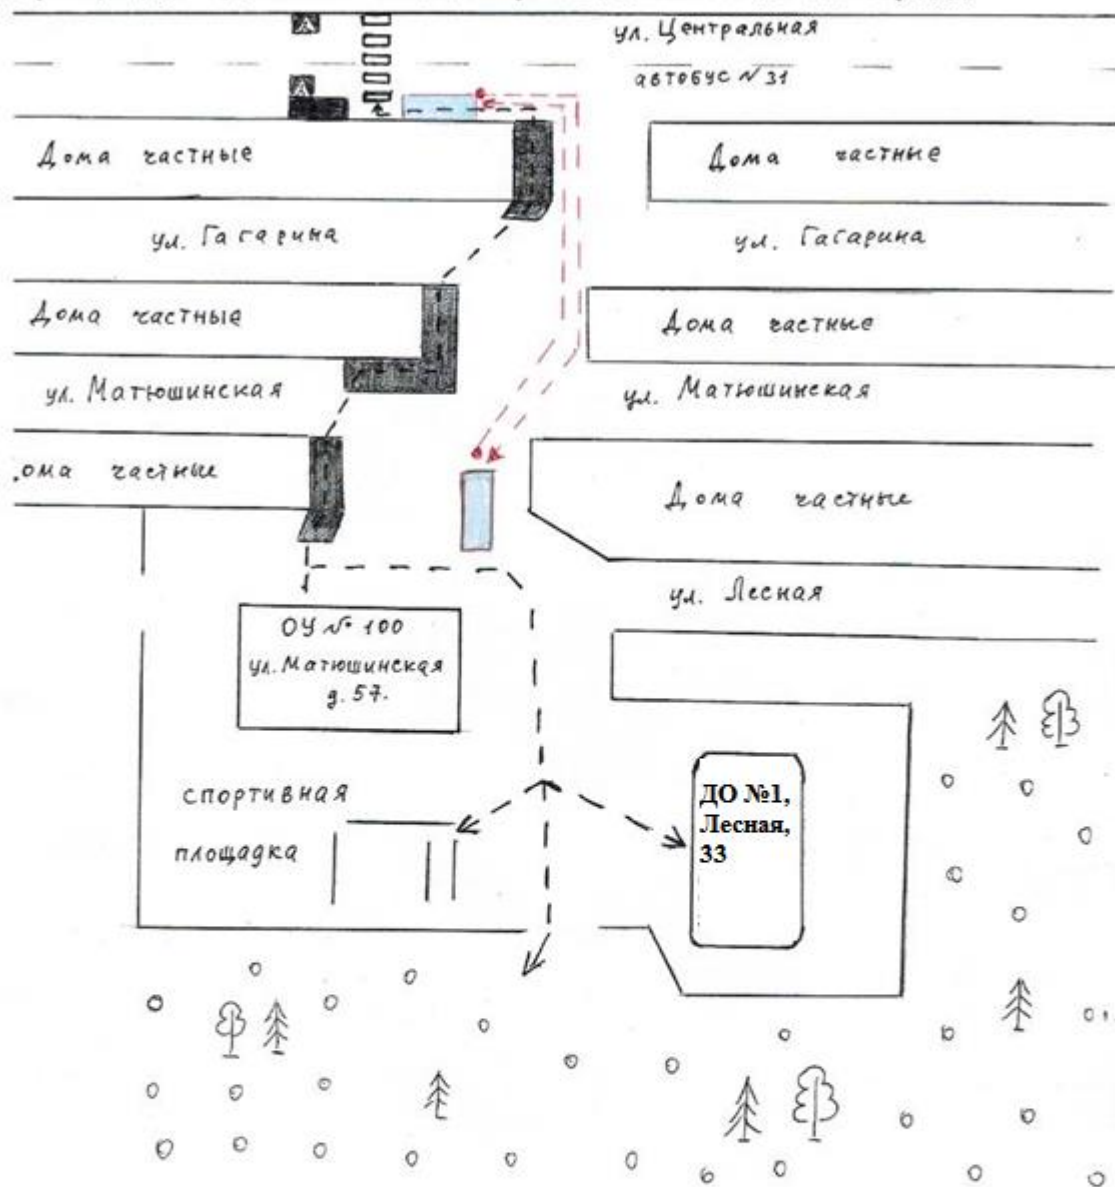 А
ул. Центральная
А
автобус № 31
Дома частные
Дома частные
ул. Гагарина
ул. Гагарина
Дома частные
Дома частные
ул. Матюшинская
ул. Матюшинская
ома частные
Дома частные
ул. Лесная
ОУ № 100
ул. Матюшинская
д. 57.
спортивная
площадка
ДО №1,
Лесная,
33